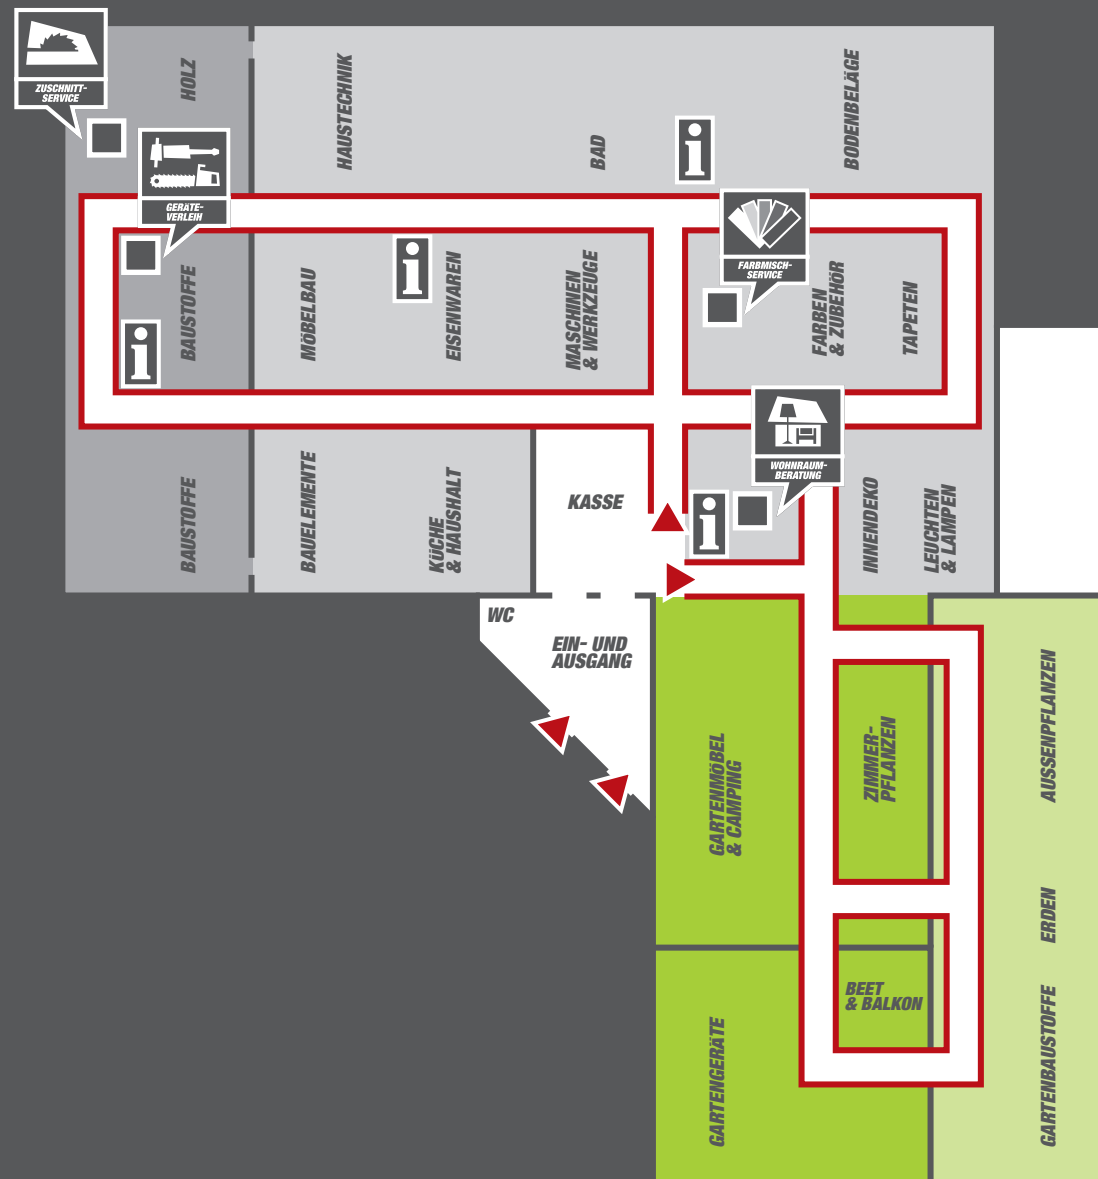 ZUSCHNITT-
SERVICE
HOLZ
HAUSTECHNIK
BAD
BODENBELÄGE
GERÄTE-
VERLEIH
FARBMISCH-
SERVICE
BAUSTOFFE
MÖBELBAU
EISENWAREN
MASCHINEN
& WERKZEUGE
FARBEN
& ZUBEHÖR
TAPETEN
WOHNRAUM-
BERATUNG
BAUSTOFFE
BAUELEMENTE
KÜCHE
& HAUSHALT
KASSE
INNENDEKO
LEUCHTEN
& LAMPEN
WC
EIN- UND
AUSGANG
GARTENMÖBEL
& CAMPING
ZIMMER-
PFLANZEN
AUSSENPFLANZEN
ERDEN
BEET
& BALKON
GARTENGERÄTE
GARTENBAUSTOFFE